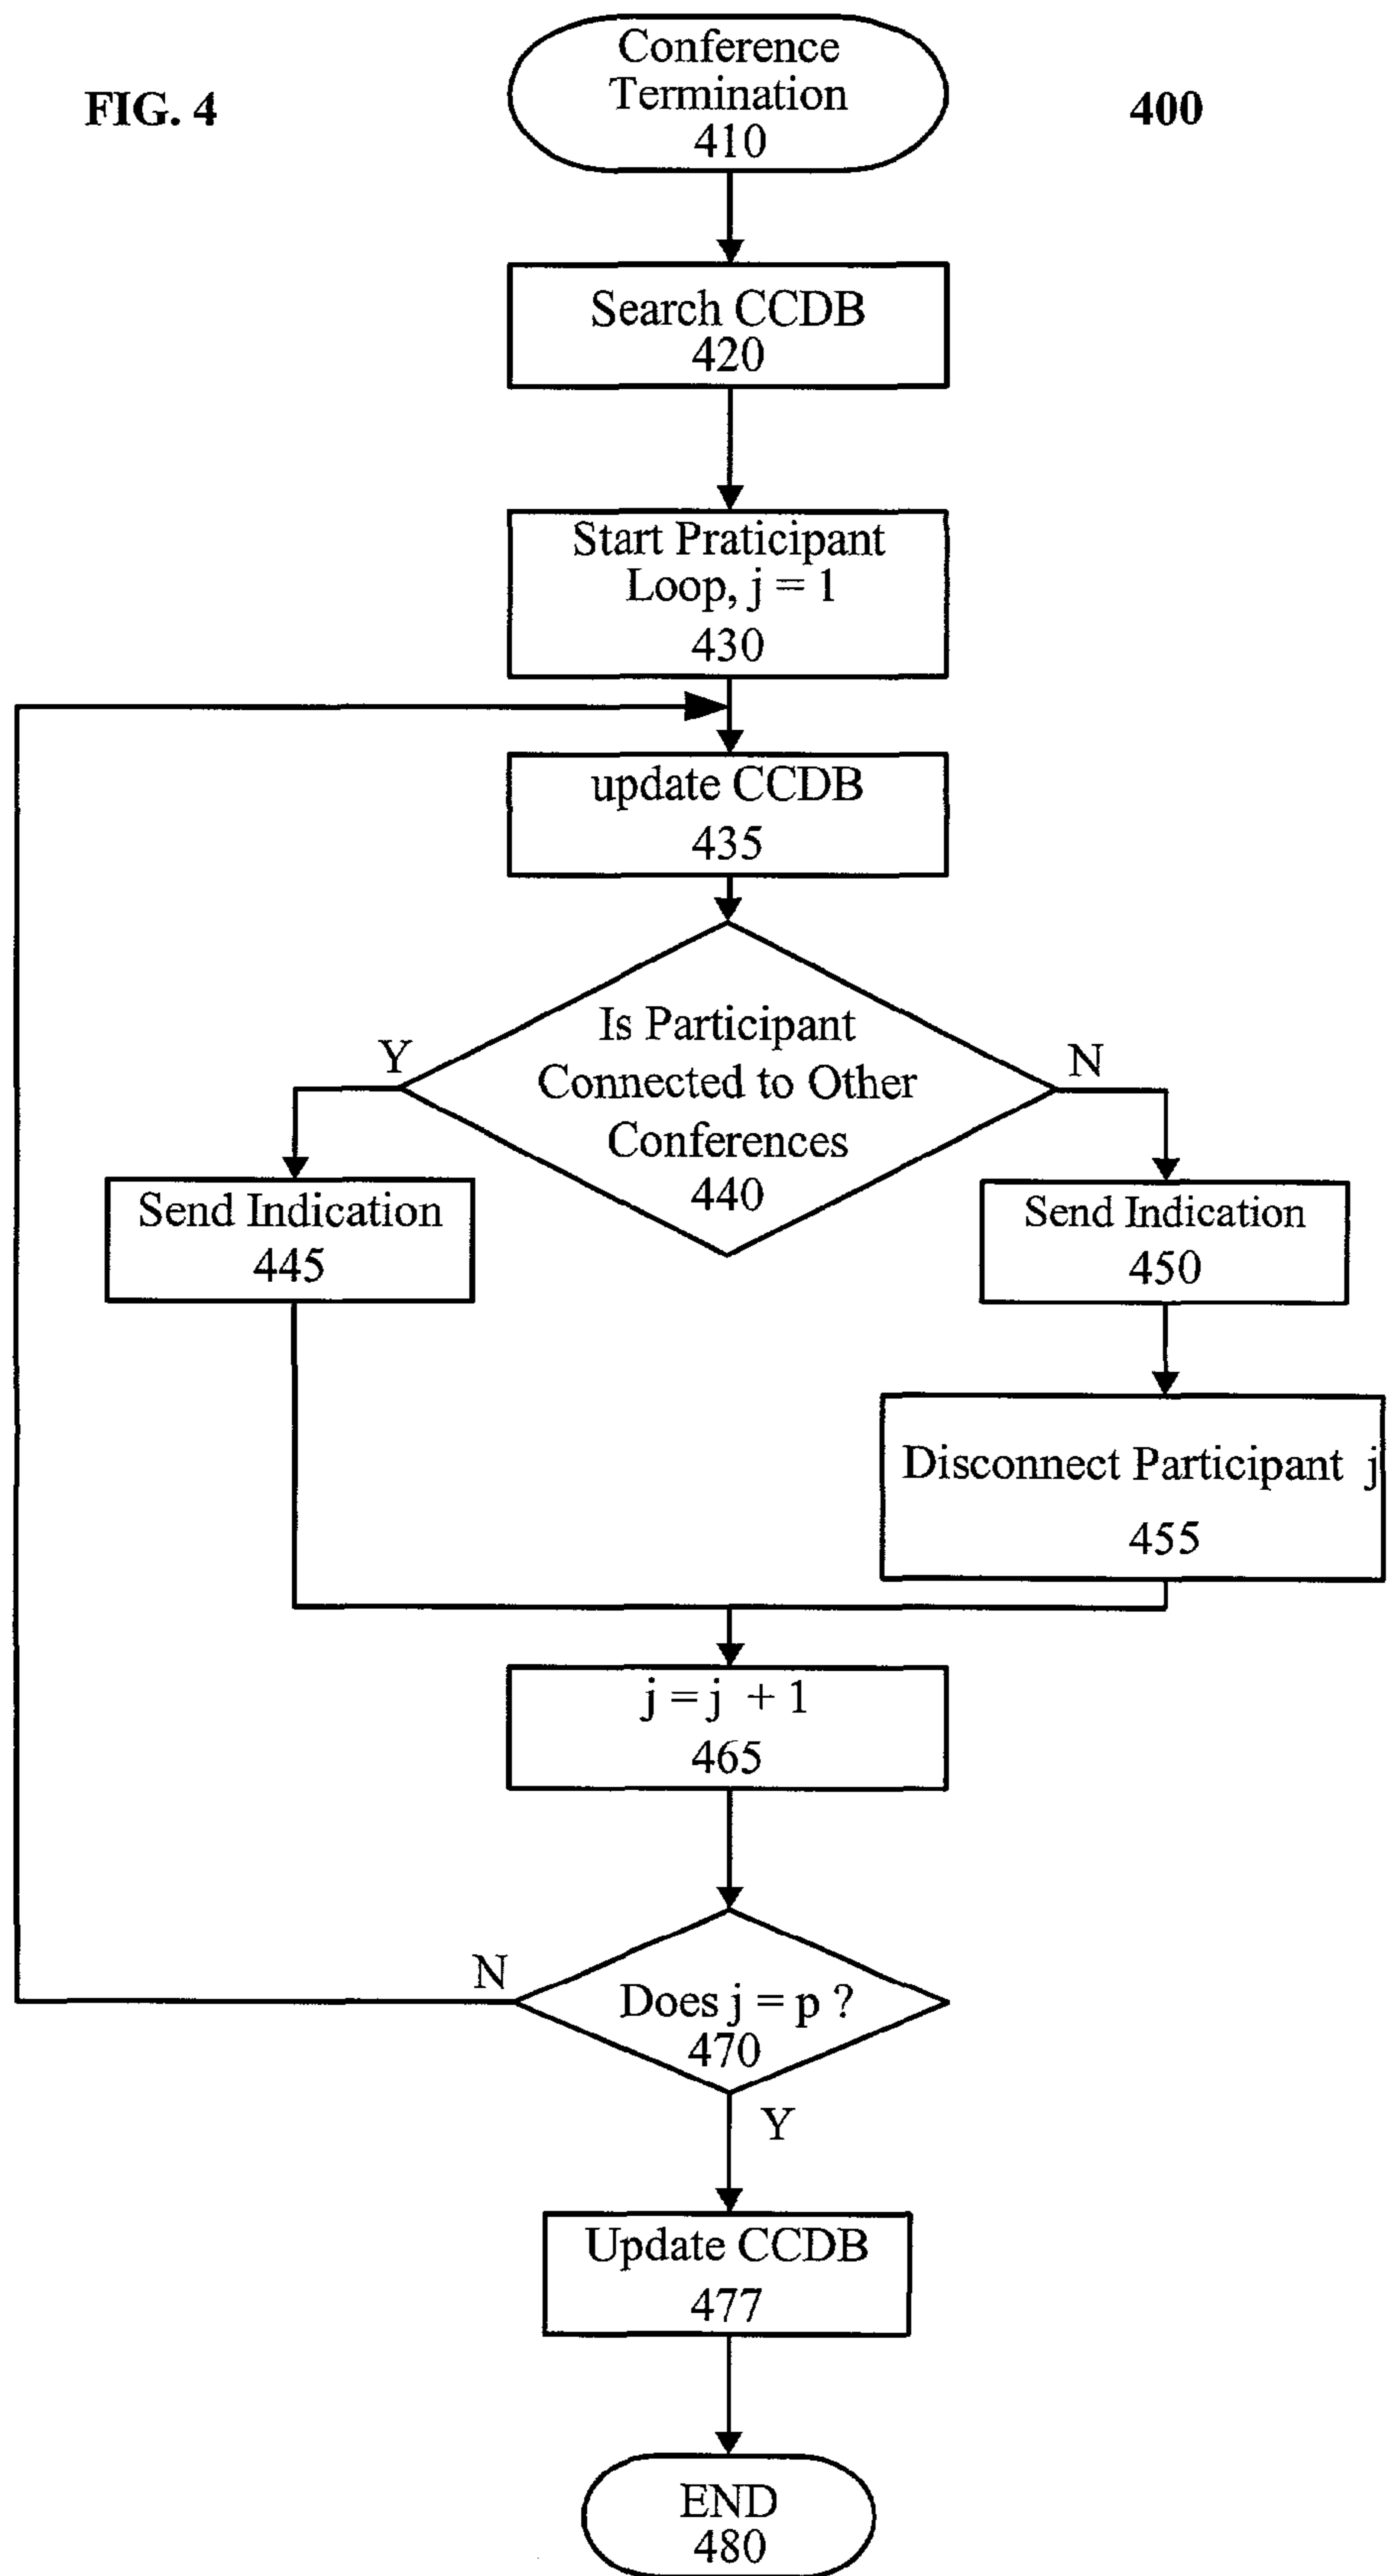 FIG. 4
400
Conference
Termination
410
Search CCDB
420
Start Praticipant
Loop, j = 1
430
update CCDB
435
Is Participant
Connected to Other
Conferences
440
Y
N
Send Indication
445
Send Indication
450
Disconnect Participant j
455
j = j + 1
465
Does j = p ?
470
N
Y
Update CCDB
477
END
480